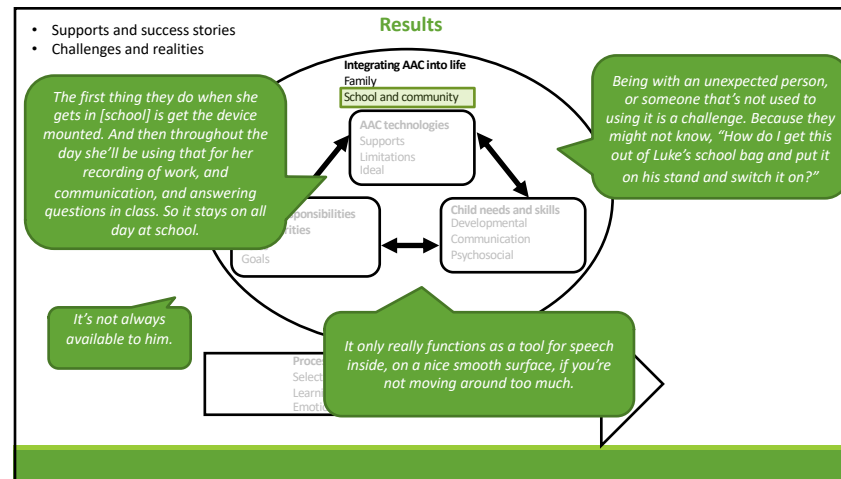 Results
• Supports and success stories
• Challenges and realities
Integrating AAC into life
Family
School and community
The first thing they do when she
gets in [school] is get the device
mounted. And then throughout the
day she'll be using that for her
recording of work, and
communication, and answering
questions in class. So it stays on all
day at school.
Being with an unexpected person,
or someone that's not used to
using it is a challenge. Because they
might not know, “How do I get this
out of Luke's school bag and put it
on his stand and switch it on?”
AAC technologies
Supports
Limitations
Ideal
Goals
Child needs and skills
Developmental
Communication
Psychosocial
It's not always
available to him.
It only really functions as a tool for speech
inside, on a nice smooth surface, if you're
not moving around too much.